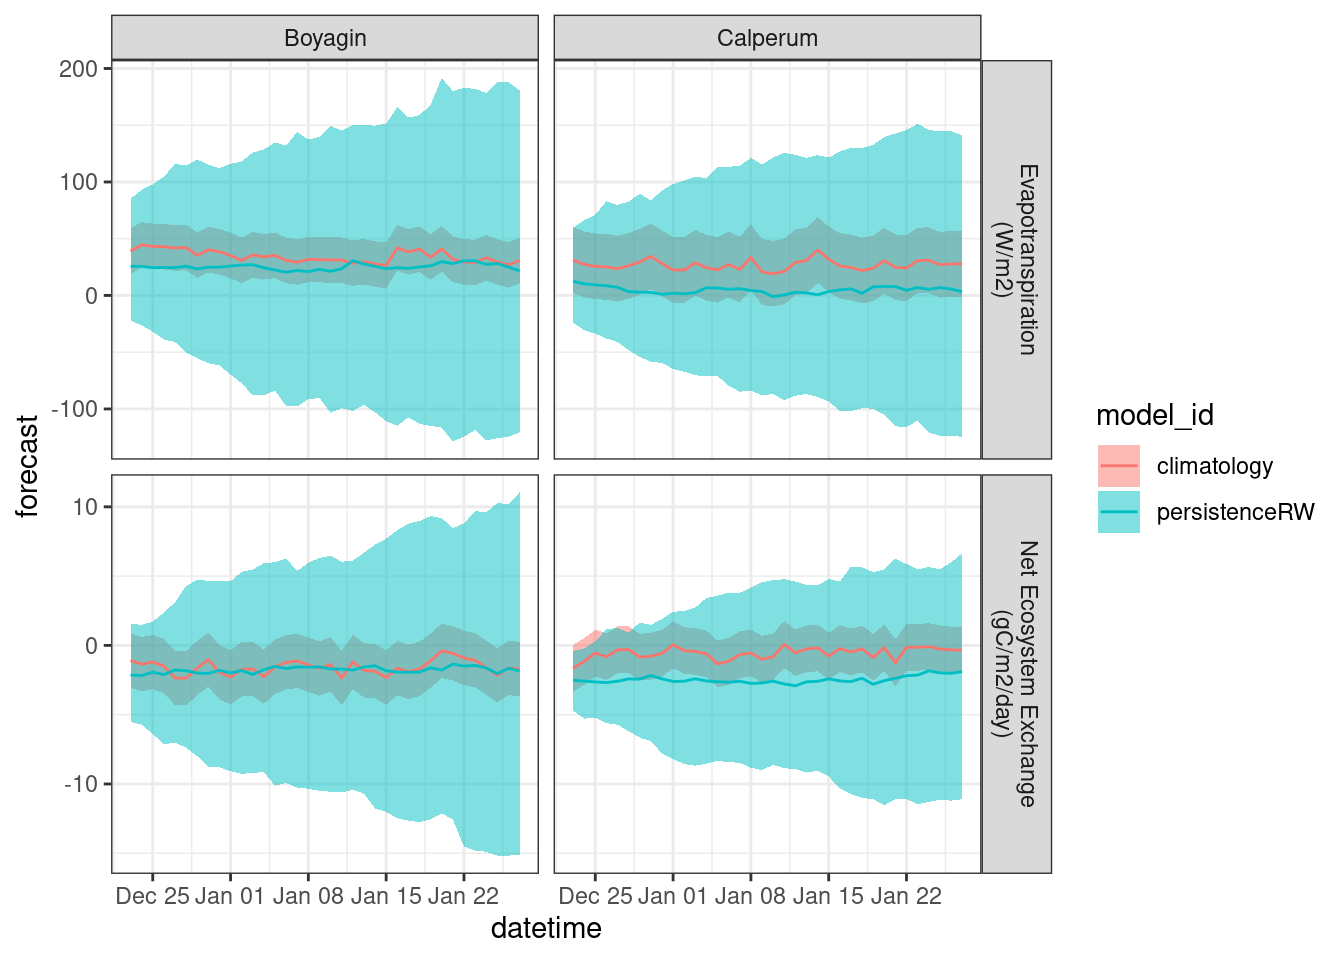 Boyagin
Calperum
200
100
0
-100
Evapotranspiration
(W/m2)
10
0
-10
Net Ecosystem Exchange
(gC/m2/day)
forecast
Dec 25 Jan 01 Jan 08 Jan 15 Jan 22
Dec 25 Jan 01 Jan 08 Jan 15 Jan 22
datetime
model_id
climatology
persistenceRW